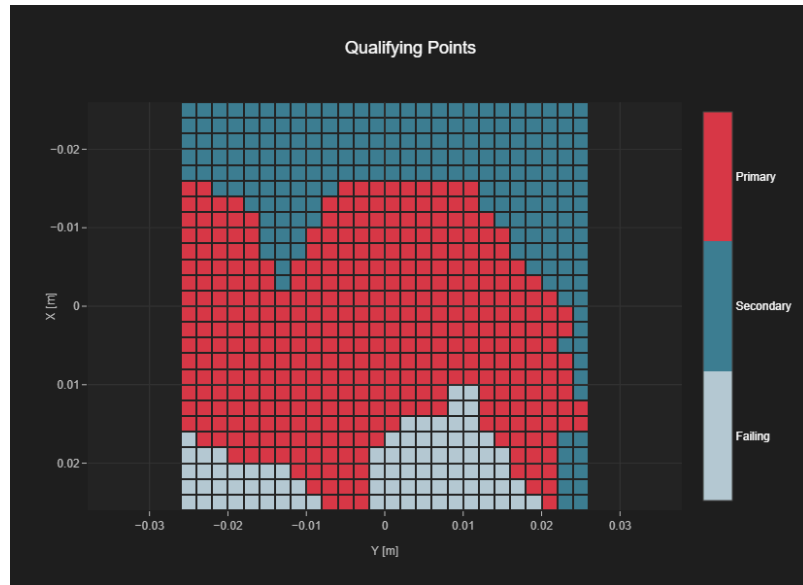 Qualifying Points
Primary
Secondary
Failing
−0.02
−0.01
0
0.01
0.02
X [m]
−0.03
−0.02
−0.01
0
0.01
0.02
0.03
Y [m]